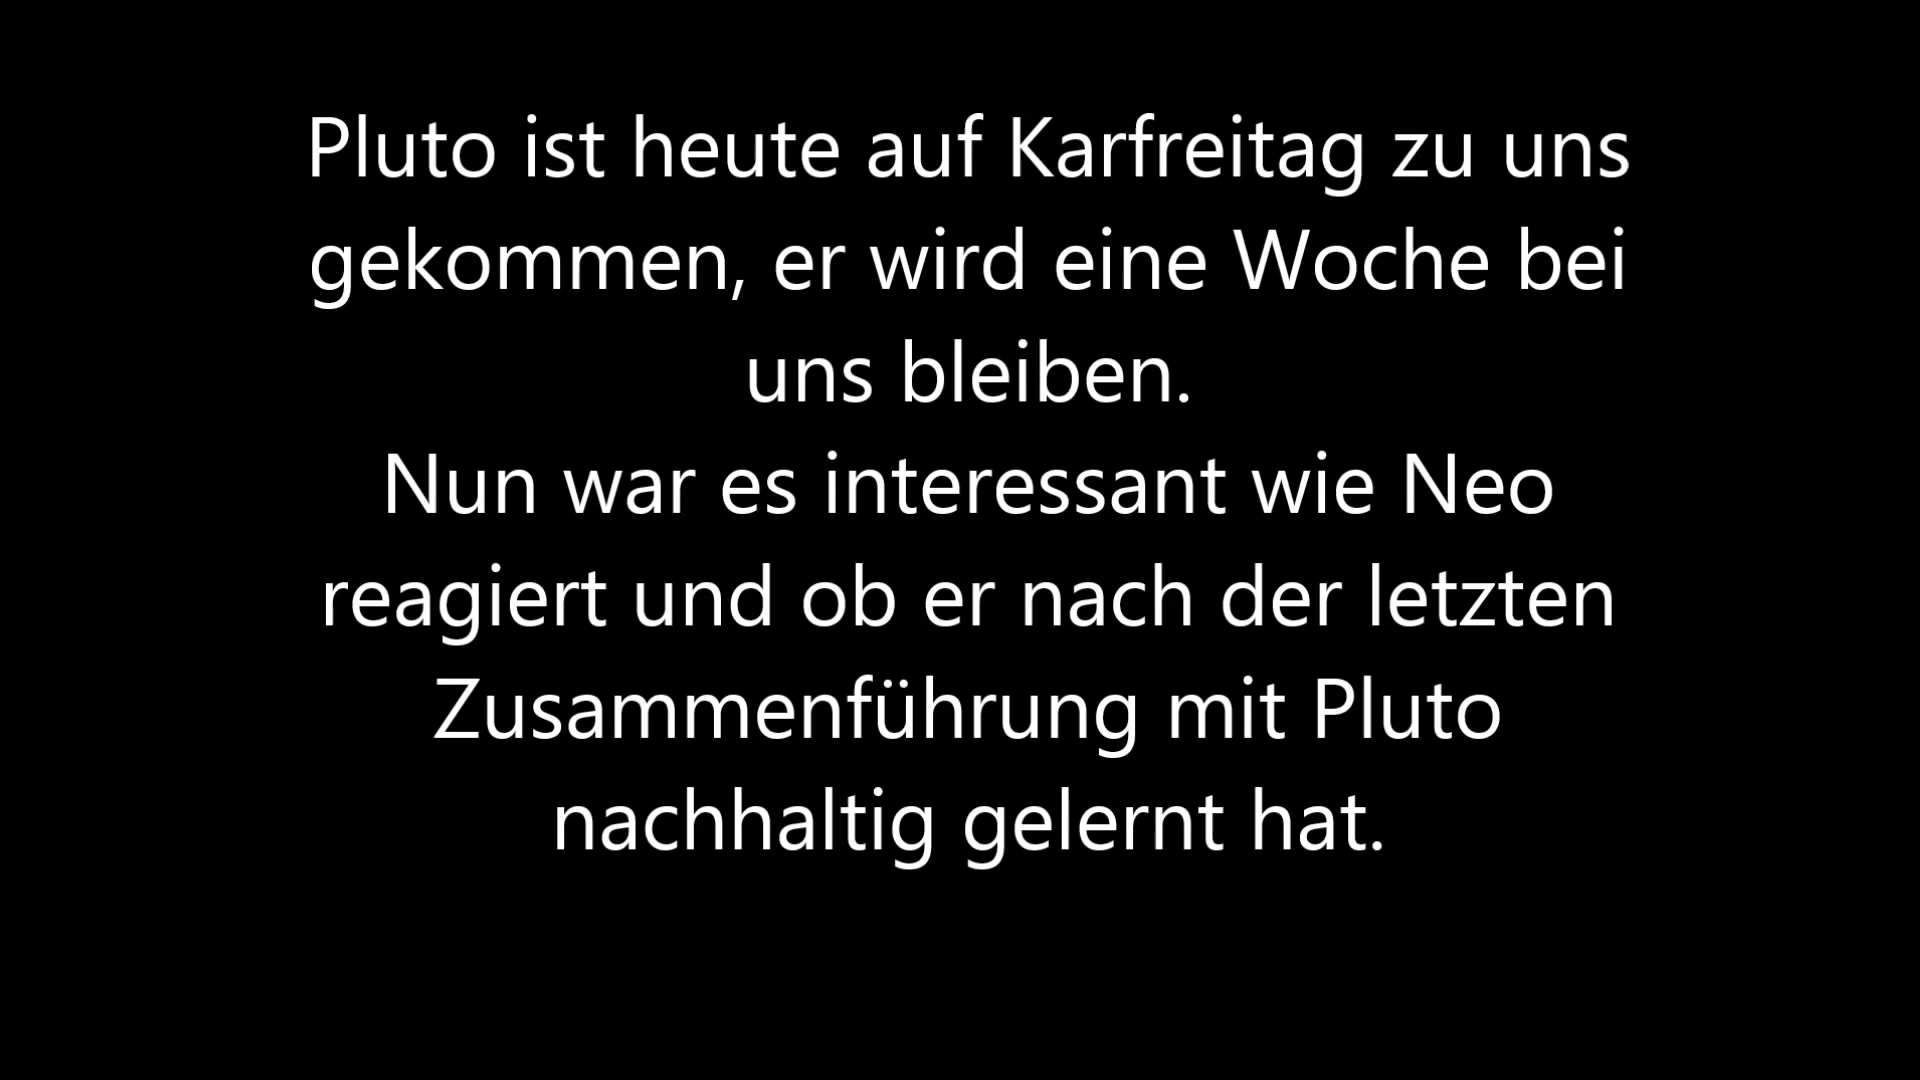 Pluto ist heute auf Karfreitag zu uns
gekommen, er wird eine Woche bei
uns bleiben.
Nun war es interessant wie Neo
reagiert und ob er nach der letzten
Zusammenführung mit Pluto
nachhaltig gelernt hat.